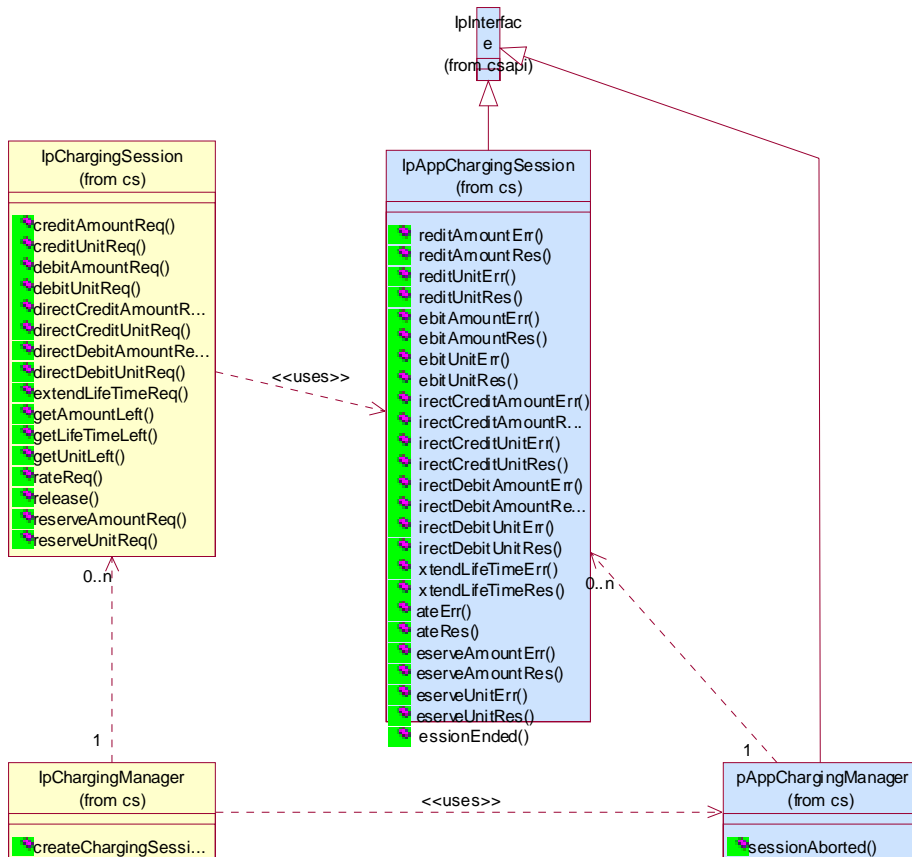 IpInterfac
e
(from csapi)
IpChargingSession
(from cs)
creditAmountReq()
creditUnitReq()
debitAmountReq()
debitUnitReq()
directCreditAmountR...
directCreditUnitReq()
directDebitAmountRe...
directDebitUnitReq()
extendLifeTimeReq()
getAmountLeft()
getLifeTimeLeft()
getUnitLeft()
rateReq()
release()
reserveAmountReq()
reserveUnitReq()
<<uses>>
IpAppChargingSession
(from cs)
reditAmountErr()
reditAmountRes()
reditUnitErr()
reditUnitRes()
ebitAmountErr()
ebitAmountRes()
ebitUnitErr()
ebitUnitRes()
irectCreditAmountErr()
irectCreditAmountR...
irectCreditUnitErr()
irectCreditUnitRes()
irectDebitAmountErr()
irectDebitAmountRe...
irectDebitUnitErr()
irectDebitUnitRes()
xtendLifeTimeErr()
xtendLifeTimeRes()
ateErr()
ateRes()
eserveAmountErr()
eserveAmountRes()
eserveUnitErr()
eserveUnitRes()
essionEnded()
0..n
0..n
1
1
IpChargingManager
(from cs)
createChargingSessi...
<<uses>>
pAppChargingManager
(from cs)
sessionAborted()